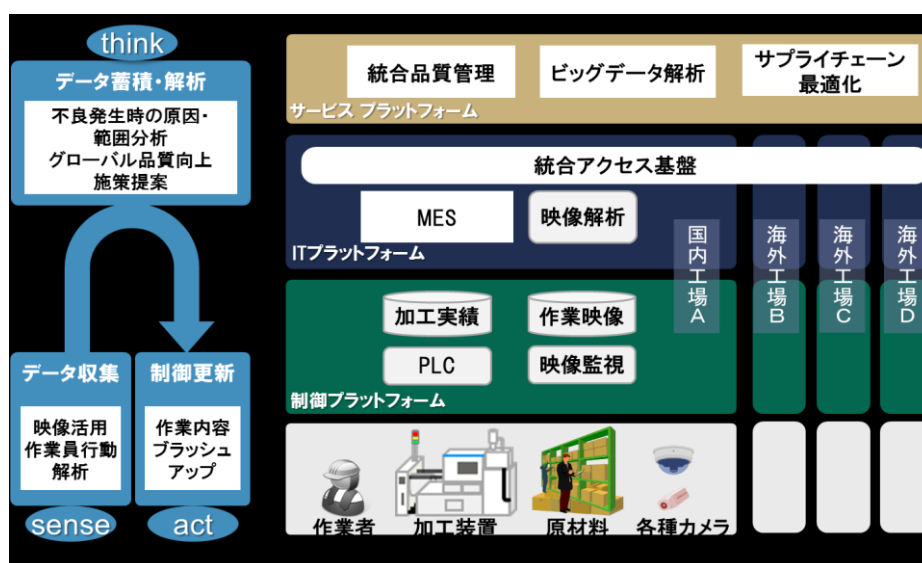 think
データ蓄積・解析
不良発生時の原因・
範囲分析
グローバル品質向上
施策提案
データ収集
映像活用
作業員行動
解析
sense
制御更新
作業内容
ブラッシュ
アップ
act
統合品質管理
ビッグデータ解析
サプライチェーン
最適化
サービス プラットフォーム
統合アクセス基盤
MES
映像解析
ITプラットフォーム
国内工場A
海外工場B
海外工場C
海外工場D
加工実績
作業映像
PLC
映像監視
制御プラットフォーム
作業者
加工装置
原材料
各種カメラ